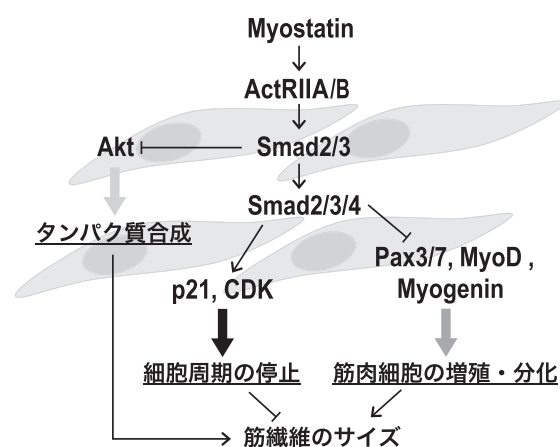 Myostatin
ActRIIA/B
Akt
Smad2/3
Smad2/3/4
タンパク質合成
Pax3/7, MyoD ,
Myogenin
p21, CDK
細胞周期の停止
筋肉細胞の増殖・分化
筋繊維のサイズ